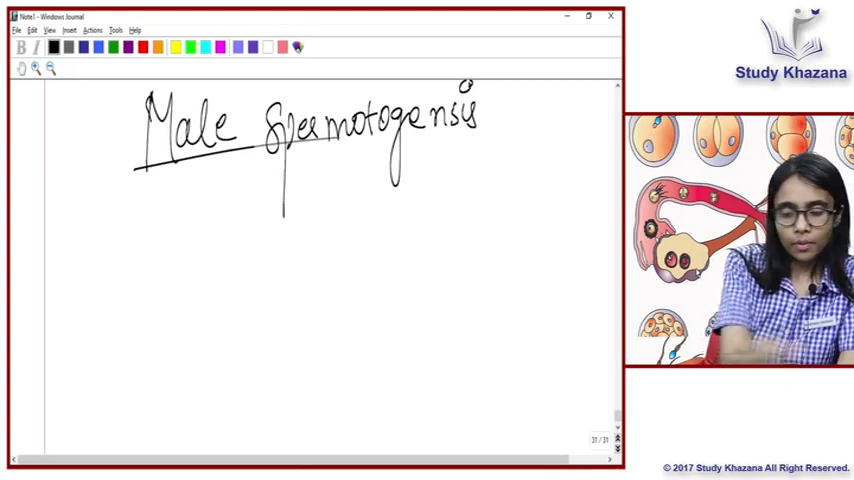 Note1 - Windows Journal
File Edit View Insert Actions Tools Help
B I
Study Khazana
Male Spermotogensis
31 / 31
© 2017 Study Khazana All Right Reserved.